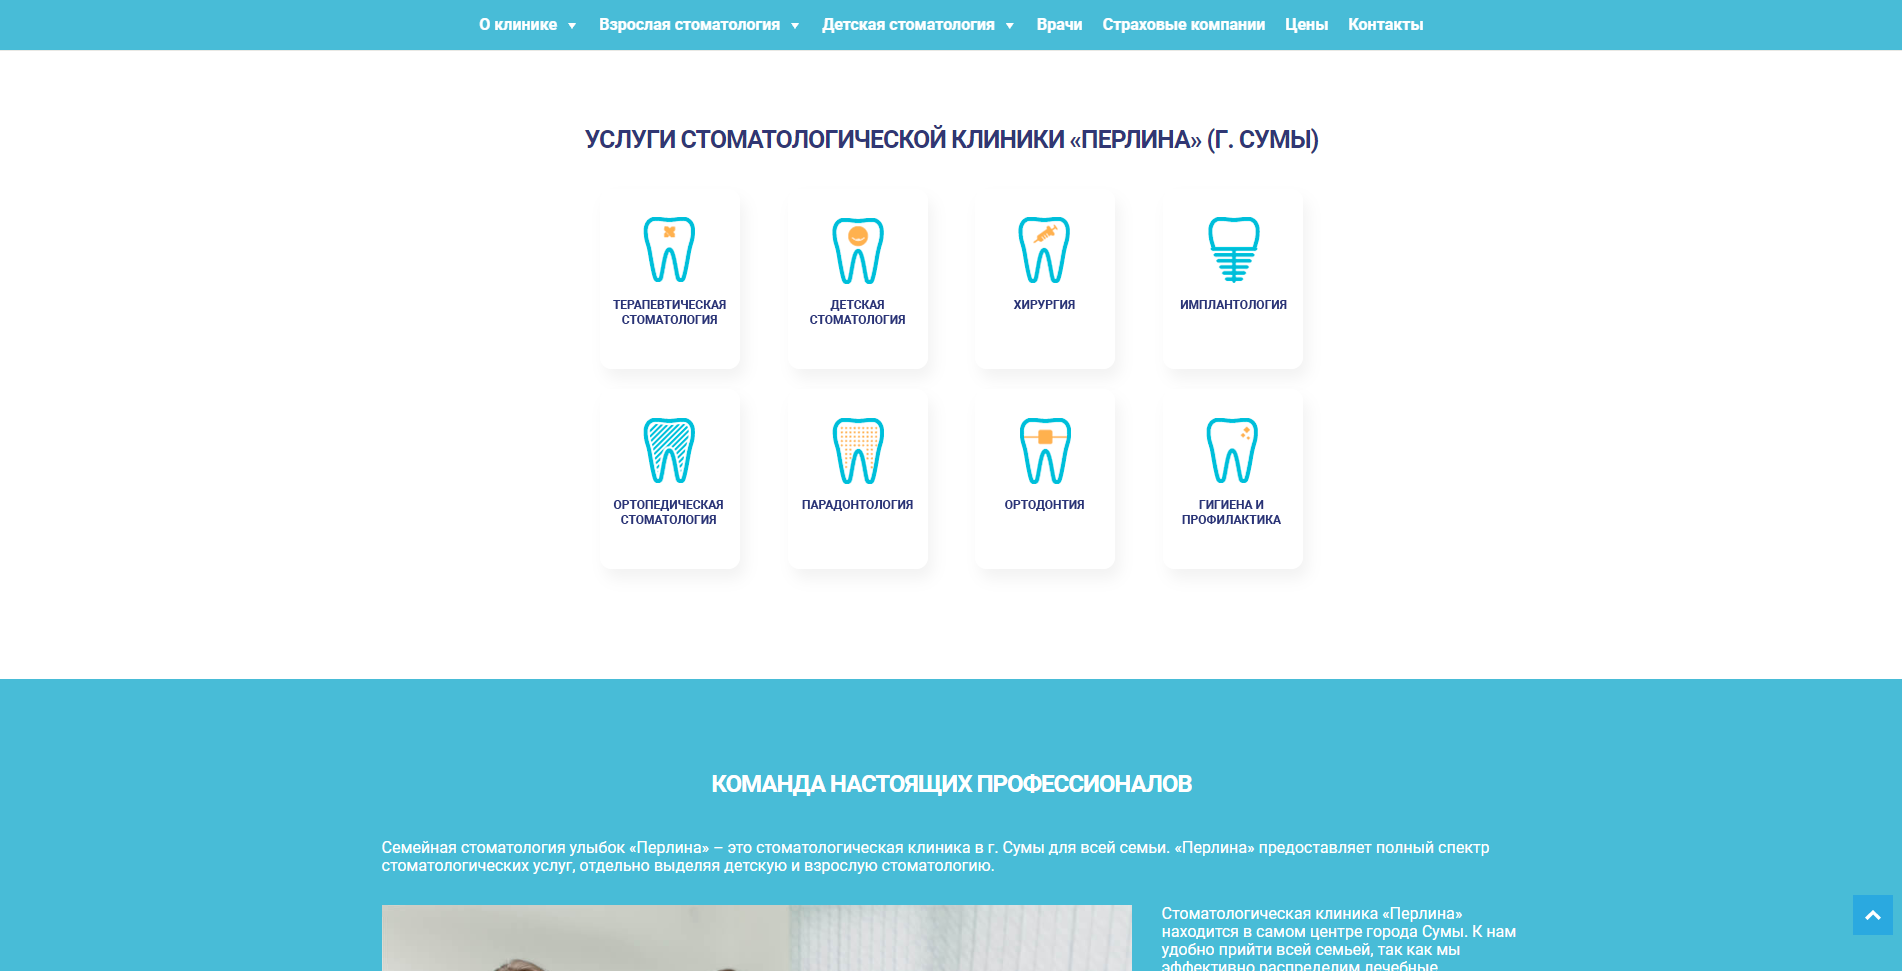 О клинике
Взрослая стоматология
Детская стоматология
Врачи
Страховые компании
Цены
Контакты
УСЛУГИ СТОМАТОЛОГИЧЕСКОЙ КЛИНИКИ «ПЕРЛИНА» (Г. СУМЫ)
ТЕРАПЕВТИЧЕСКАЯ
СТОМАТОЛОГИЯ
ДЕТСКАЯ
СТОМАТОЛОГИЯ
ХИРУРГИЯ
ИМПЛАНТОЛОГИЯ
ОРТОПЕДИЧЕСКАЯ
СТОМАТОЛОГИЯ
ПАРАДОНТОЛОГИЯ
ОРТОДОНТИЯ
ГИГИЕНА И
ПРОФИЛАКТИКА
КОМАНДА НАСТОЯЩИХ ПРОФЕССИОНАЛОВ
Семейная стоматология улыбок «Перлина» – это стоматологическая клиника в г. Сумы для всей семьи. «Перлина» предоставляет полный спектр
стоматологических услуг, отдельно выделяя детскую и взрослую стоматологию.
Стоматологическая клиника «Перлина»
находится в самом центре города Сумы. К нам
удобно прийти всей семьей, так как мы
эффективно распределим лечебные